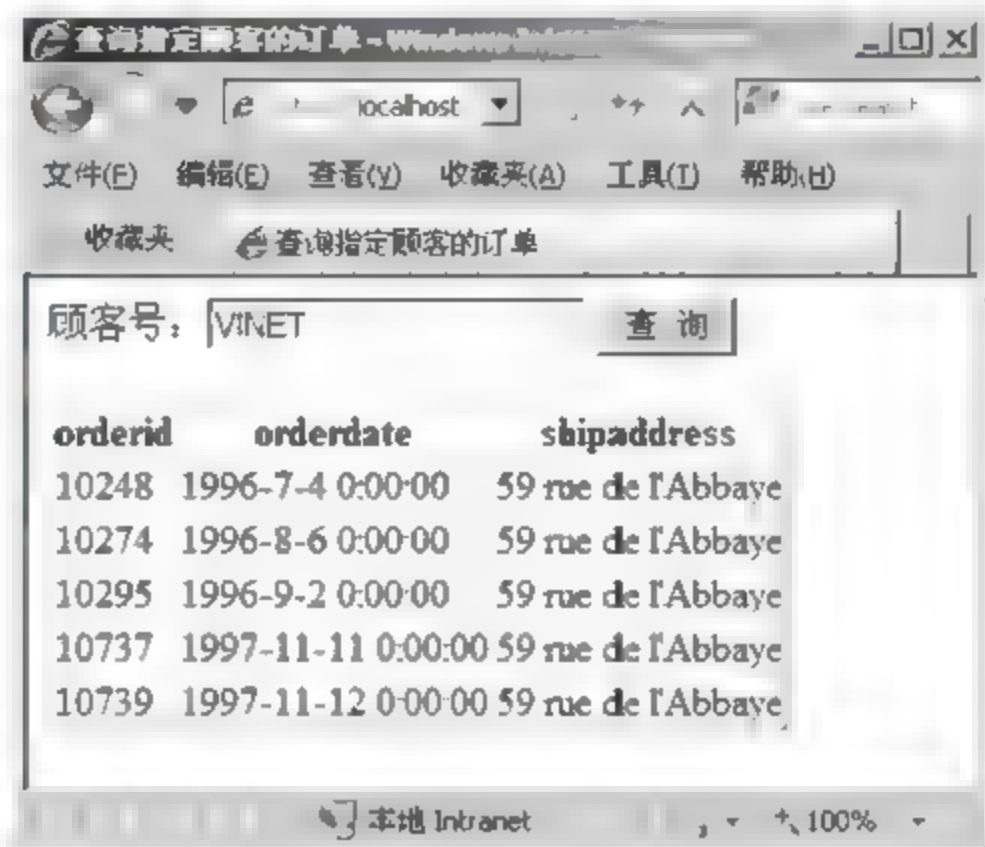 查询指定顾客的订单 - Windows
localhost
文件(F) 编辑(E) 查看(V) 收藏夹(A) 工具(T) 帮助(H)
收藏夹 查询指定顾客的订单
顾客号： VINET 查 询
orderid orderdate shipaddress
10248 1996-7-4 0:00:00 59 rue de l'Abbaye
10274 1996-8-6 0:00:00 59 rue de l'Abbaye
10295 1996-9-2 0:00:00 59 rue de l'Abbaye
10737 1997-11-11 0:00:00 59 rue de l'Abbaye
10739 1997-11-12 0:00:00 59 rue de l'Abbaye
本地 Intranet 100%